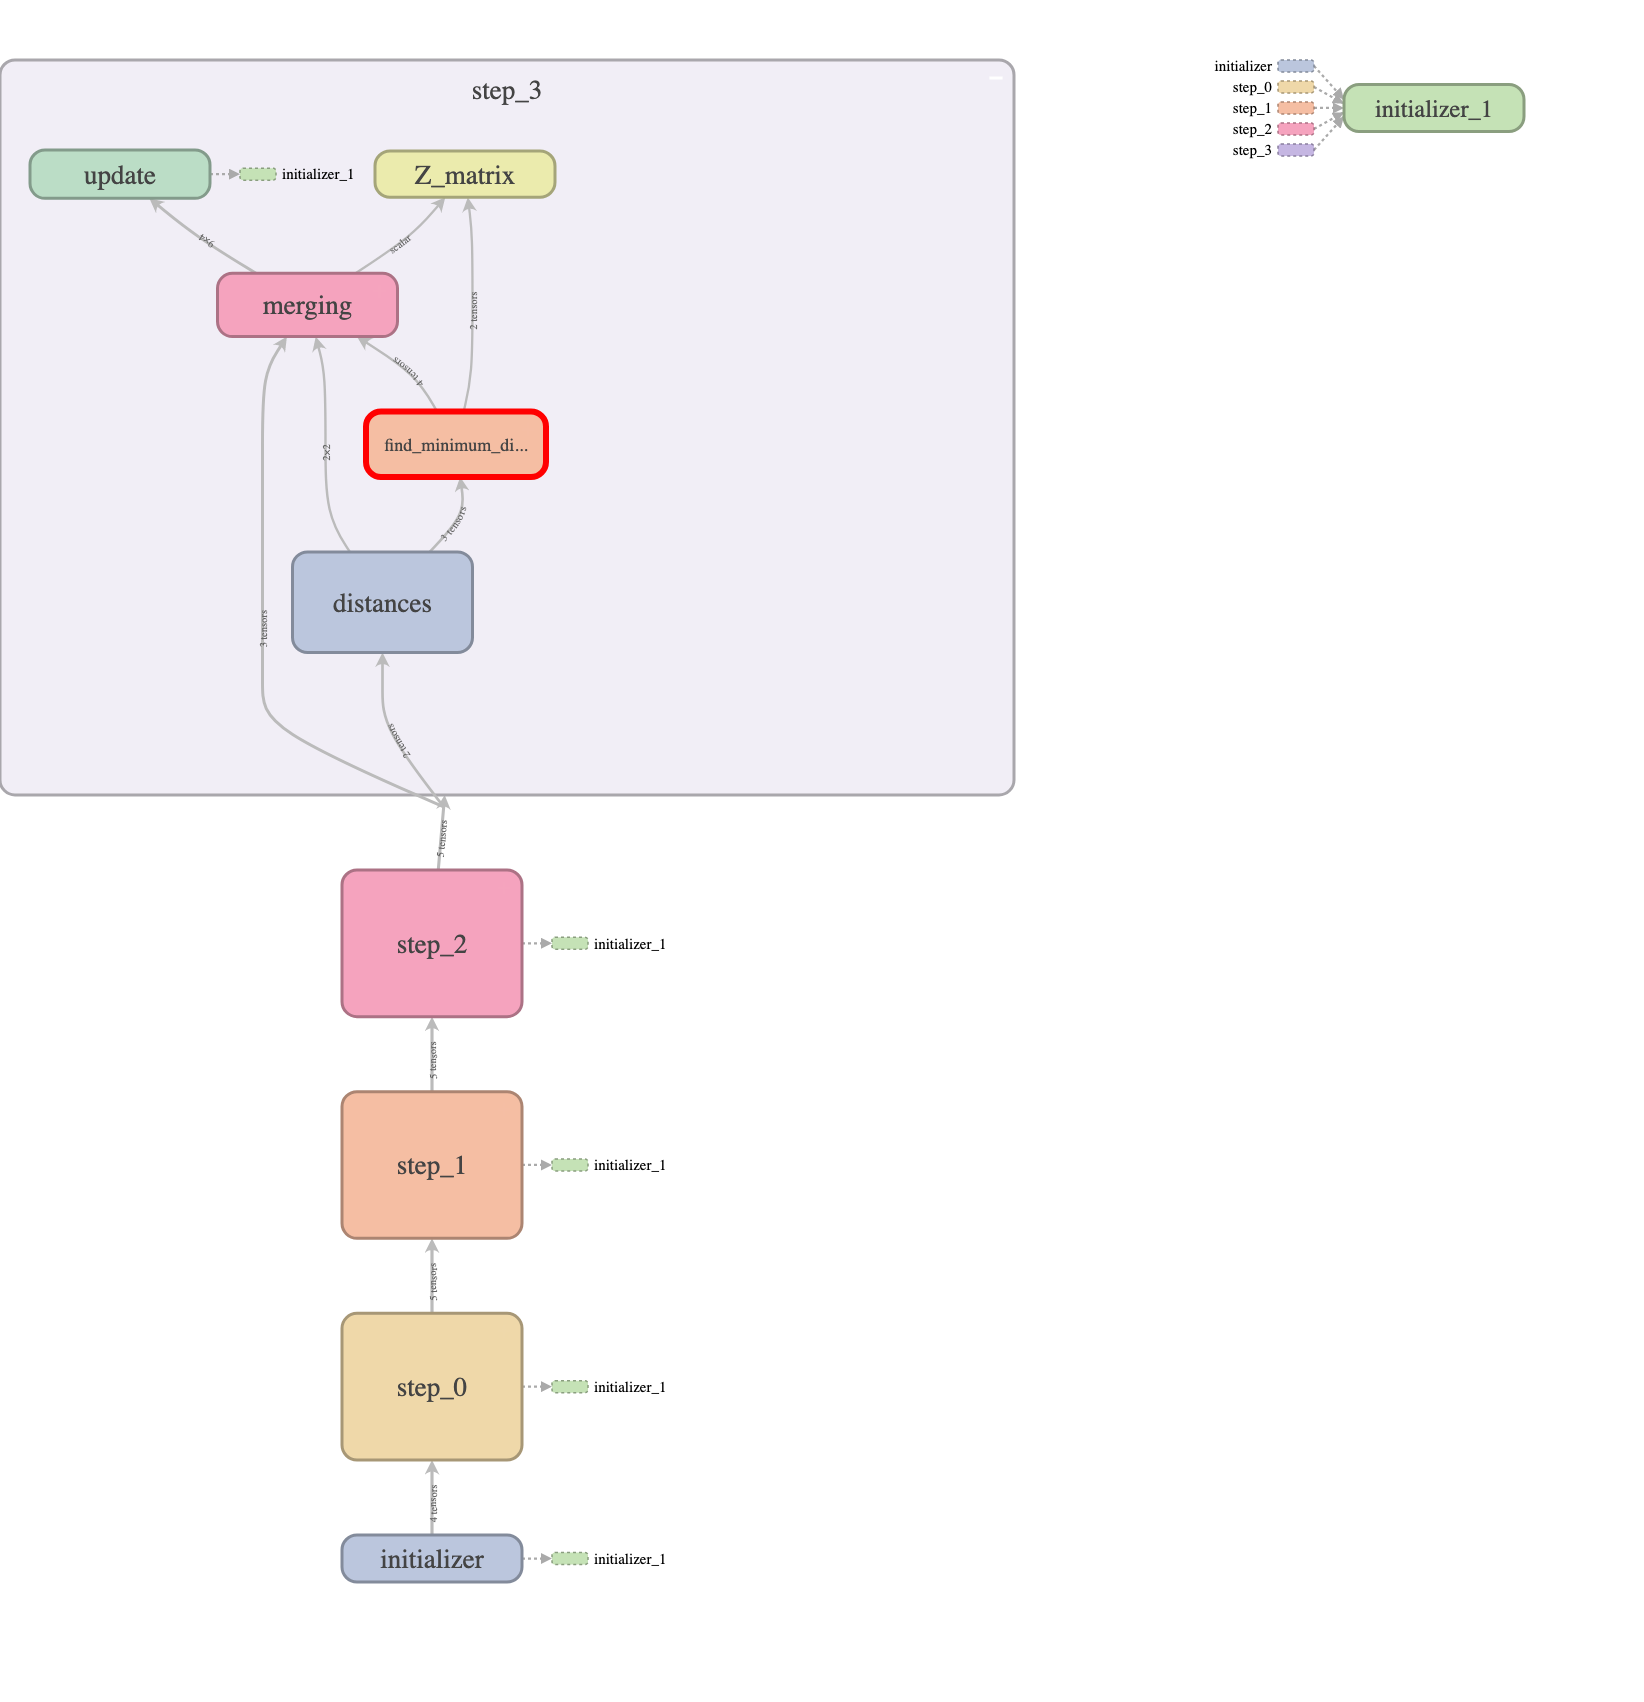 initializer
step_0
step_1
step_2
step_3
initializer_1
step_3
update
initializer_1
Z_matrix
9×4
scalar
merging
2 tensors
4 tensors
find_minimum_di...
2×2
3 tensors
distances
3 tensors
2 tensors
5 tensors
step_2
initializer_1
5 tensors
step_1
initializer_1
5 tensors
step_0
initializer_1
4 tensors
initializer
initializer_1